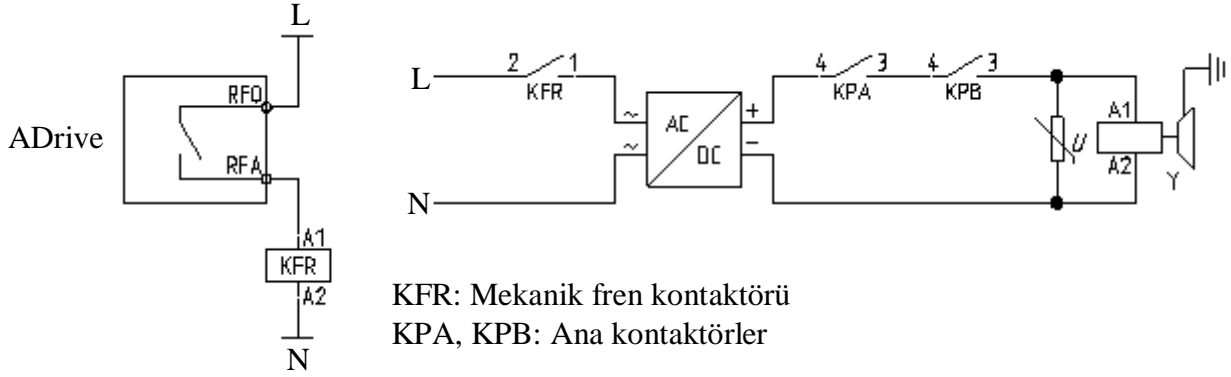 L
RFO
ADrive
RFA
A1
KFR
A2
N
L
2 1
KFR
~
~
AC
DC
+
-
4 3
KPA
4 3
KPB
U
A1
A2
Y
N
KFR: Mekanik fren kontaktörü
KPA, KPB: Ana kontaktörler